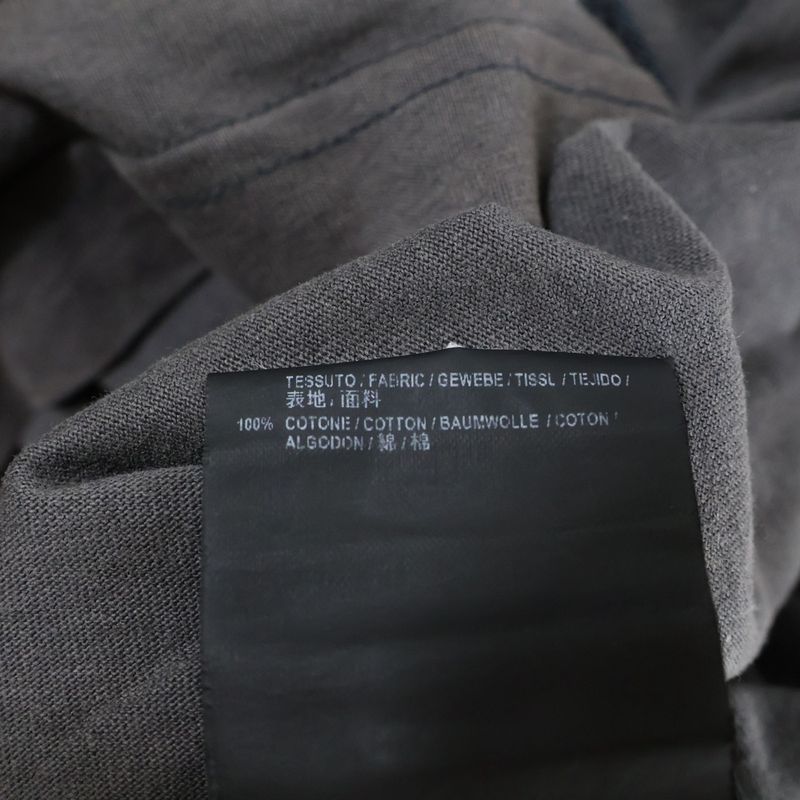 TESSUTO / FABRIC / GEWEBE / TISSU / TEJIDO /
表地 / 面料
100% COTONE / COTTON / BAUMWOLLE / COTON /
ALGODON / 綿 / 棉